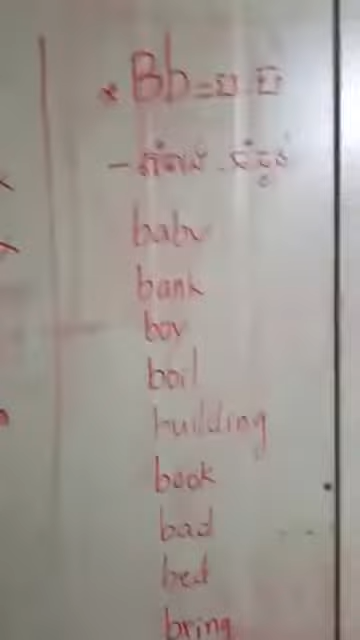 * Bb =
baby
bank
boy
boil
building
book
bad
bed
bring